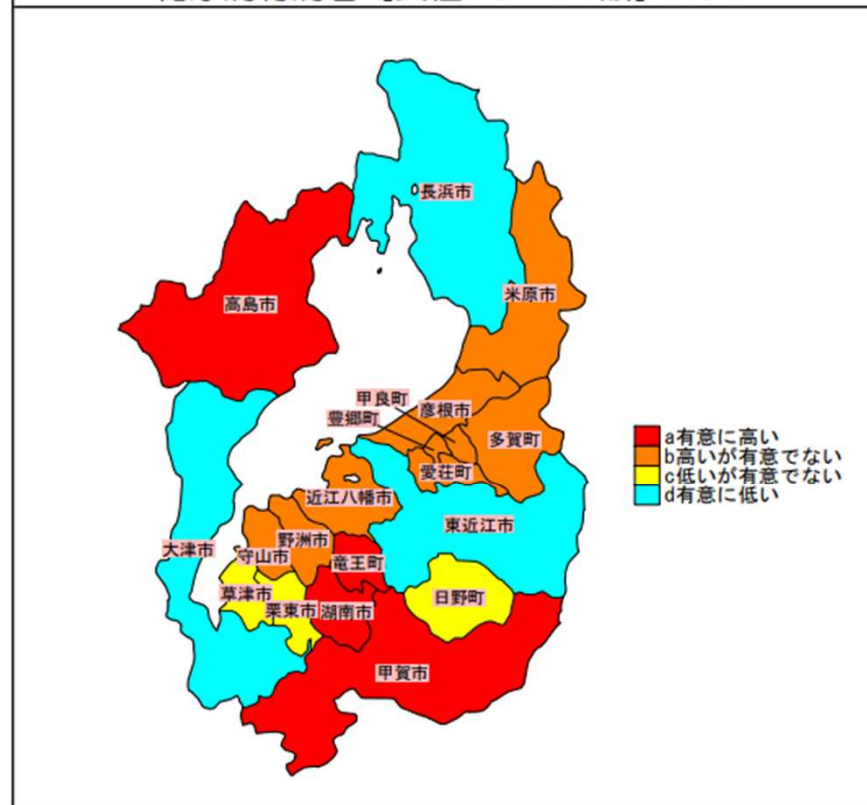 長浜市
米原市
高島市
甲良町
彦根市
豊郷町
多賀町
愛荘町
a有意に高い
b高いが有意でない
c低いが有意でない
d有意に低い
近江八幡市
東近江市
野洲市
大津市
守山市
竜王町
草津市
日野町
栗東市
湖南市
甲賀市